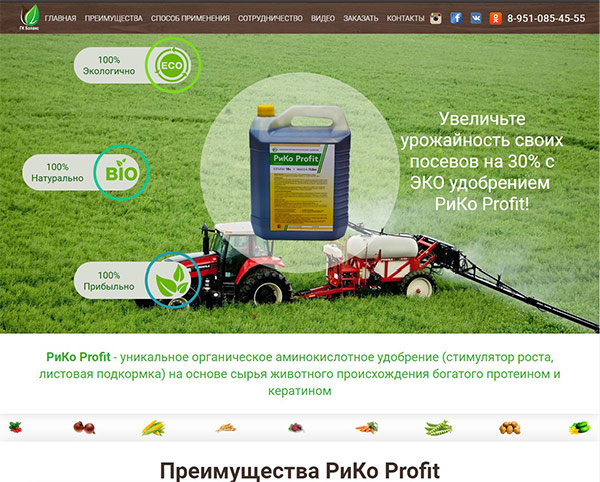 ГК Баланс
ГЛАВНАЯ ПРЕИМУЩЕСТВА СПОСОБ ПРИМЕНЕНИЯ СОТРУДНИЧЕСТВО ВИДЕО ЗАКАЗАТЬ КОНТАКТЫ 8-951-085-45-55
100%
Экологично
ECO
100%
Натурально
BIO
100%
Прибыльно
РиКо Profit
Увеличьте
урожайность своих
посевов на 30% с
ЭКО удобрением
РиКо Profit!
РиКо Profit - уникальное органическое аминокислотное удобрение (стимулятор роста,
листовая подкормка) на основе сырья животного происхождения богатого протеином и
кератином
Преимущества РиКо Profit